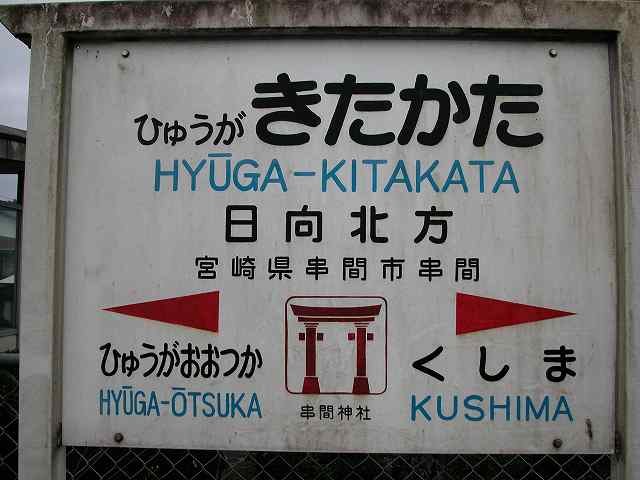 ひゅうが きたかた
HYŪGA-KITAKATA
日向北方
宮崎県串間市串間
ひゅうがおおつか
HYŪGA-ŌTSUKA
串間神社
くしま
KUSHIMA